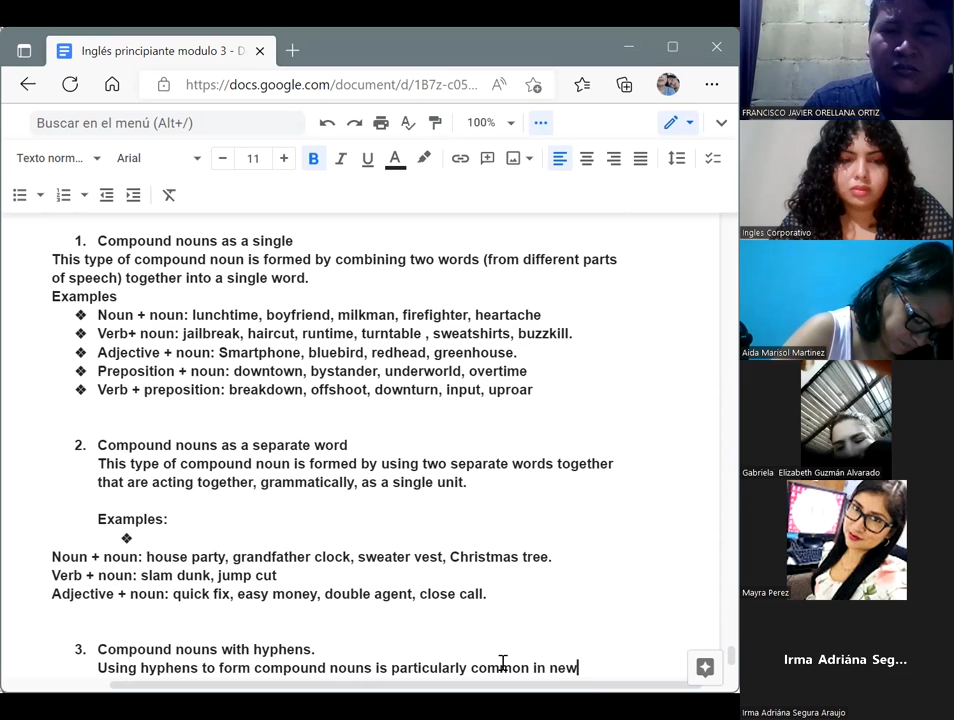 Inglés principiante modulo 3 - D
https://docs.google.com/document/d/1B7z-c05...
Buscar en el menú (Alt+/)
100%
Texto norm...
Arial
11
1. Compound nouns as a single
This type of compound noun is formed by combining two words (from different parts
of speech) together into a single word.
Examples
❖ Noun + noun: lunchtime, boyfriend, milkman, firefighter, heartache
❖ Verb+ noun: jailbreak, haircut, runtime, turntable , sweatshirts, buzzkill.
❖ Adjective + noun: Smartphone, bluebird, redhead, greenhouse.
❖ Preposition + noun: downtown, bystander, underworld, overtime
❖ Verb + preposition: breakdown, offshoot, downturn, input, uproar
2. Compound nouns as a separate word
This type of compound noun is formed by using two separate words together
that are acting together, grammatically, as a single unit.
Examples:
❖
Noun + noun: house party, grandfather clock, sweater vest, Christmas tree.
Verb + noun: slam dunk, jump cut
Adjective + noun: quick fix, easy money, double agent, close call.
3. Compound nouns with hyphens.
Using hyphens to form compound nouns is particularly common in new
FRANCISCO JAVIER ORELLANA ORTIZ
Ingles Corporativo
Aída Marisol Martinez
Gabriela Elizabeth Guzmán Alvarado
Mayra Perez
Irma Adriána Seg...
Irma Adriána Segura Araujo